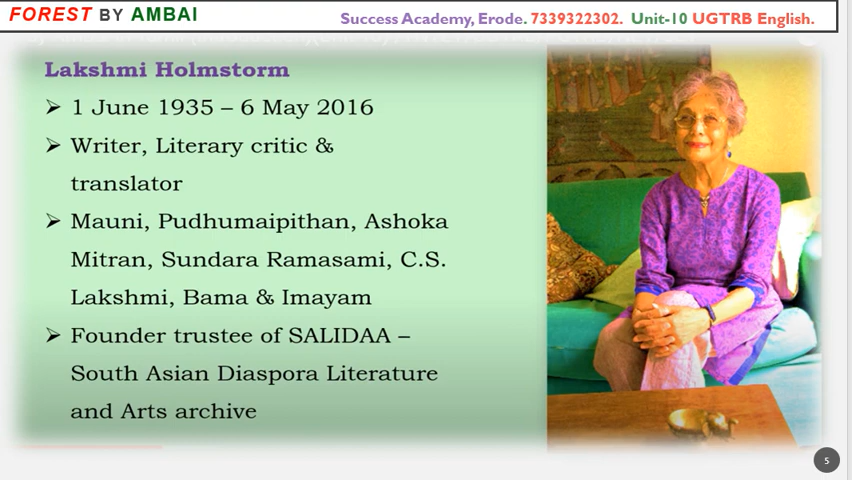 FOREST BY AMBAI
Success Academy, Erode. 7339322302. Unit-10 UGTRB English.
Lakshmi Holmstorm
➢ 1 June 1935 – 6 May 2016
➢ Writer, Literary critic &
translator
➢ Mauni, Pudhumaipithan, Ashoka
Mitran, Sundara Ramasami, C.S.
Lakshmi, Bama & Imayam
➢ Founder trustee of SALIDAA –
South Asian Diaspora Literature
and Arts archive
5